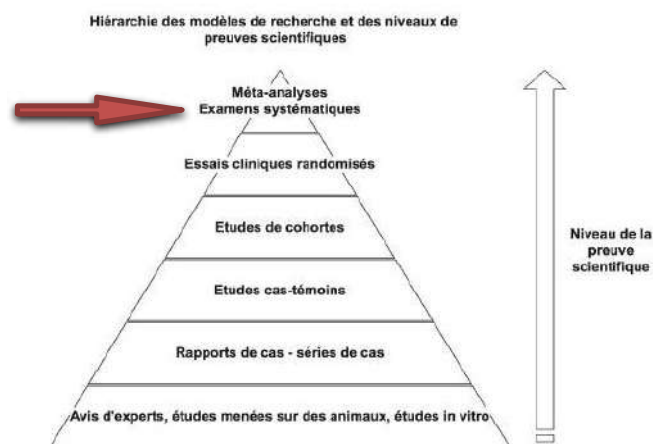 Hiérarchie des modèles de recherche et des niveaux de
preuves scientifiques
Méta-analyses
Examens systématiques
Essais cliniques randomisés
Etudes de cohortes
Etudes cas-témoins
Rapports de cas - séries de cas
Avis d'experts, études menées sur des animaux, études in vitro
Niveau de la
preuve
scientifique